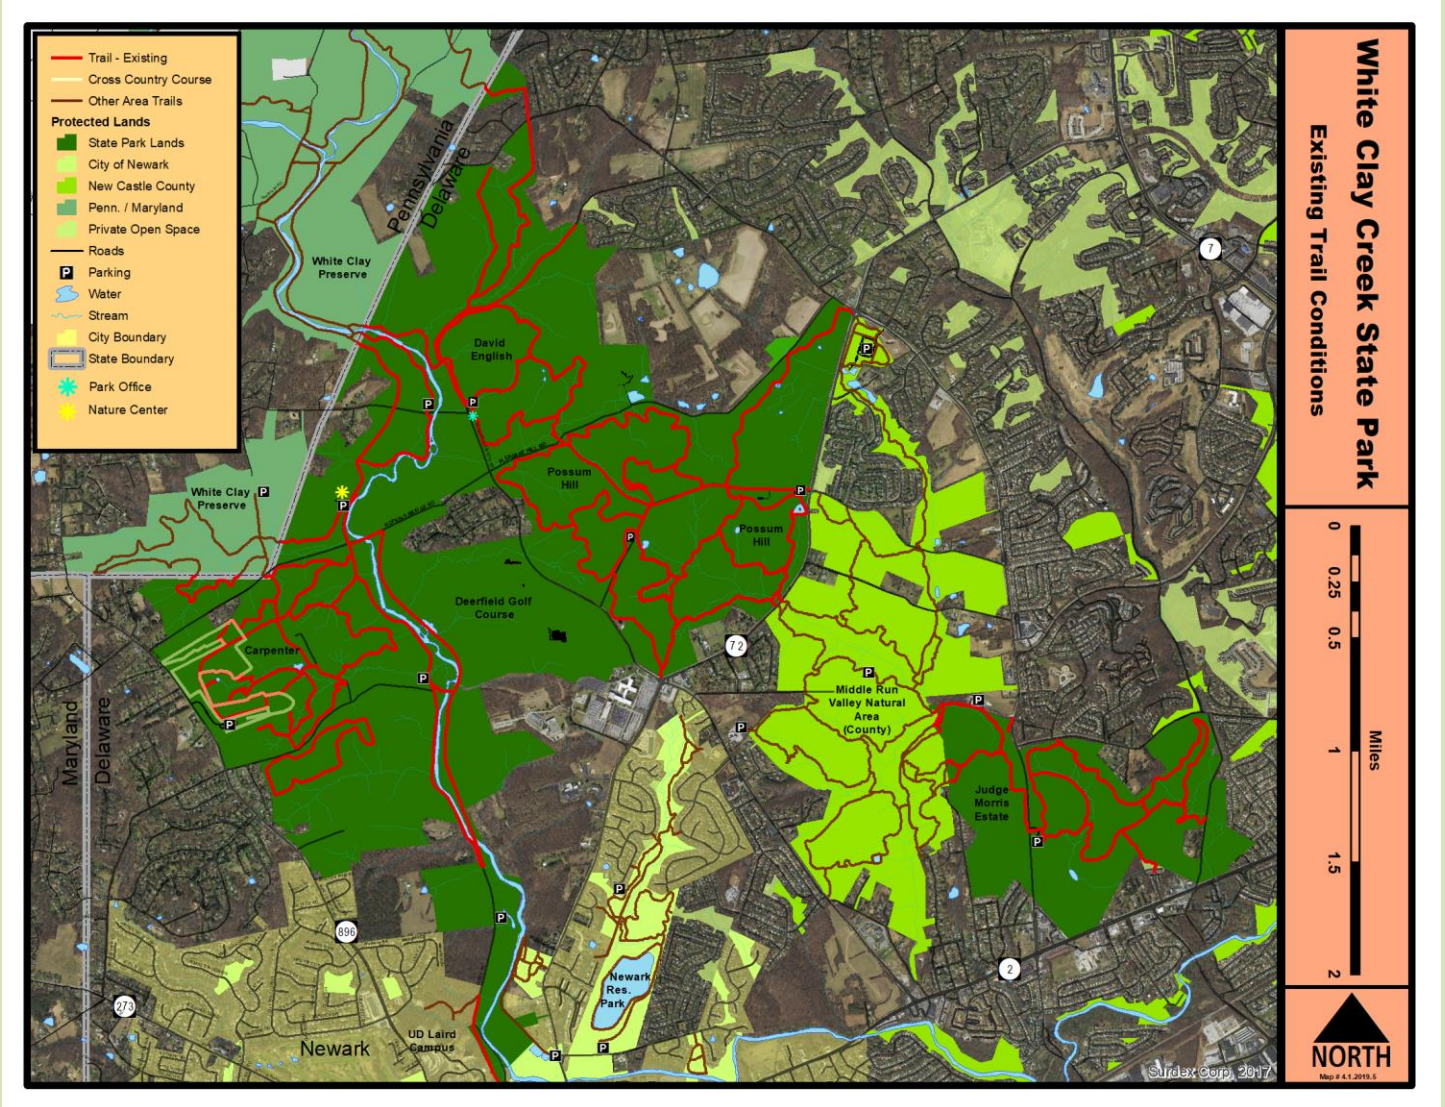 Trail - Existing
Cross Country Course
Other Area Trails
Protected Lands
State Park Lands
City of Newark
New Castle County
Penn. / Maryland
Private Open Space
Roads
P Parking
Water
Stream
City Boundary
State Boundary
Park Office
Nature Center
Pennsylvania
Delaware
White Clay
Preserve
David
English
P
P
P
7
White Clay
Preserve
P
P
Possum
Hill
P
P
Possum
Hill
Deerfield Golf
Course
72
Carpenter
P
P
P
Middle Run
Valley Natural
Area
(County)
P
P
Maryland
Delaware
Judge
Morris
Estate
P
P
P
896
2
273
Newark
Res.
Park
UD Laird
Campus
Newark
P
P
Surdex Corp, 2017
White Clay Creek State Park
Existing Trail Conditions
0 0.25 0.5 1 1.5 2
Miles
NORTH
Map # 4.1.2019.5